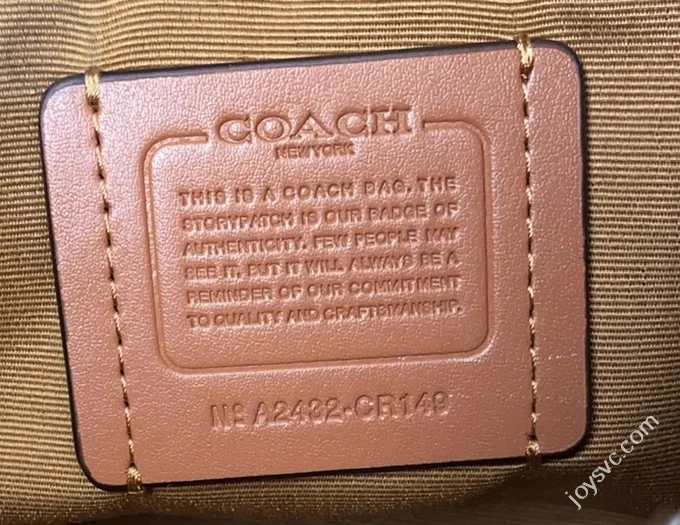 COACH
NEW YORK
THIS IS A COACH BAG. THE
STORYPATCH IS OUR BADGE OF
AUTHENTICITY. FEW PEOPLE MAY
SEE IT, BUT IT WILL ALWAYS BE A
REMINDER OF OUR COMMITMENT
TO QUALITY AND CRAFTSMANSHIP.
Nº A2432-CR149
joysvc.com